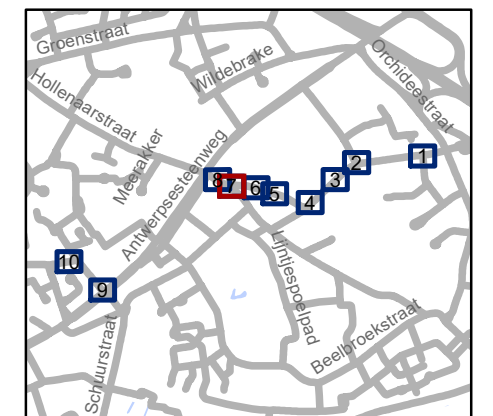 Groenstraat
Wildebrake
Orchideestraat
Hollenaarstraat
Meerakker
Antwerpsesteenweg
1
2
3
4
5
6
7
8
Lijntjespoelpad
10
9
Beelbroekstraat
Schuurstraat